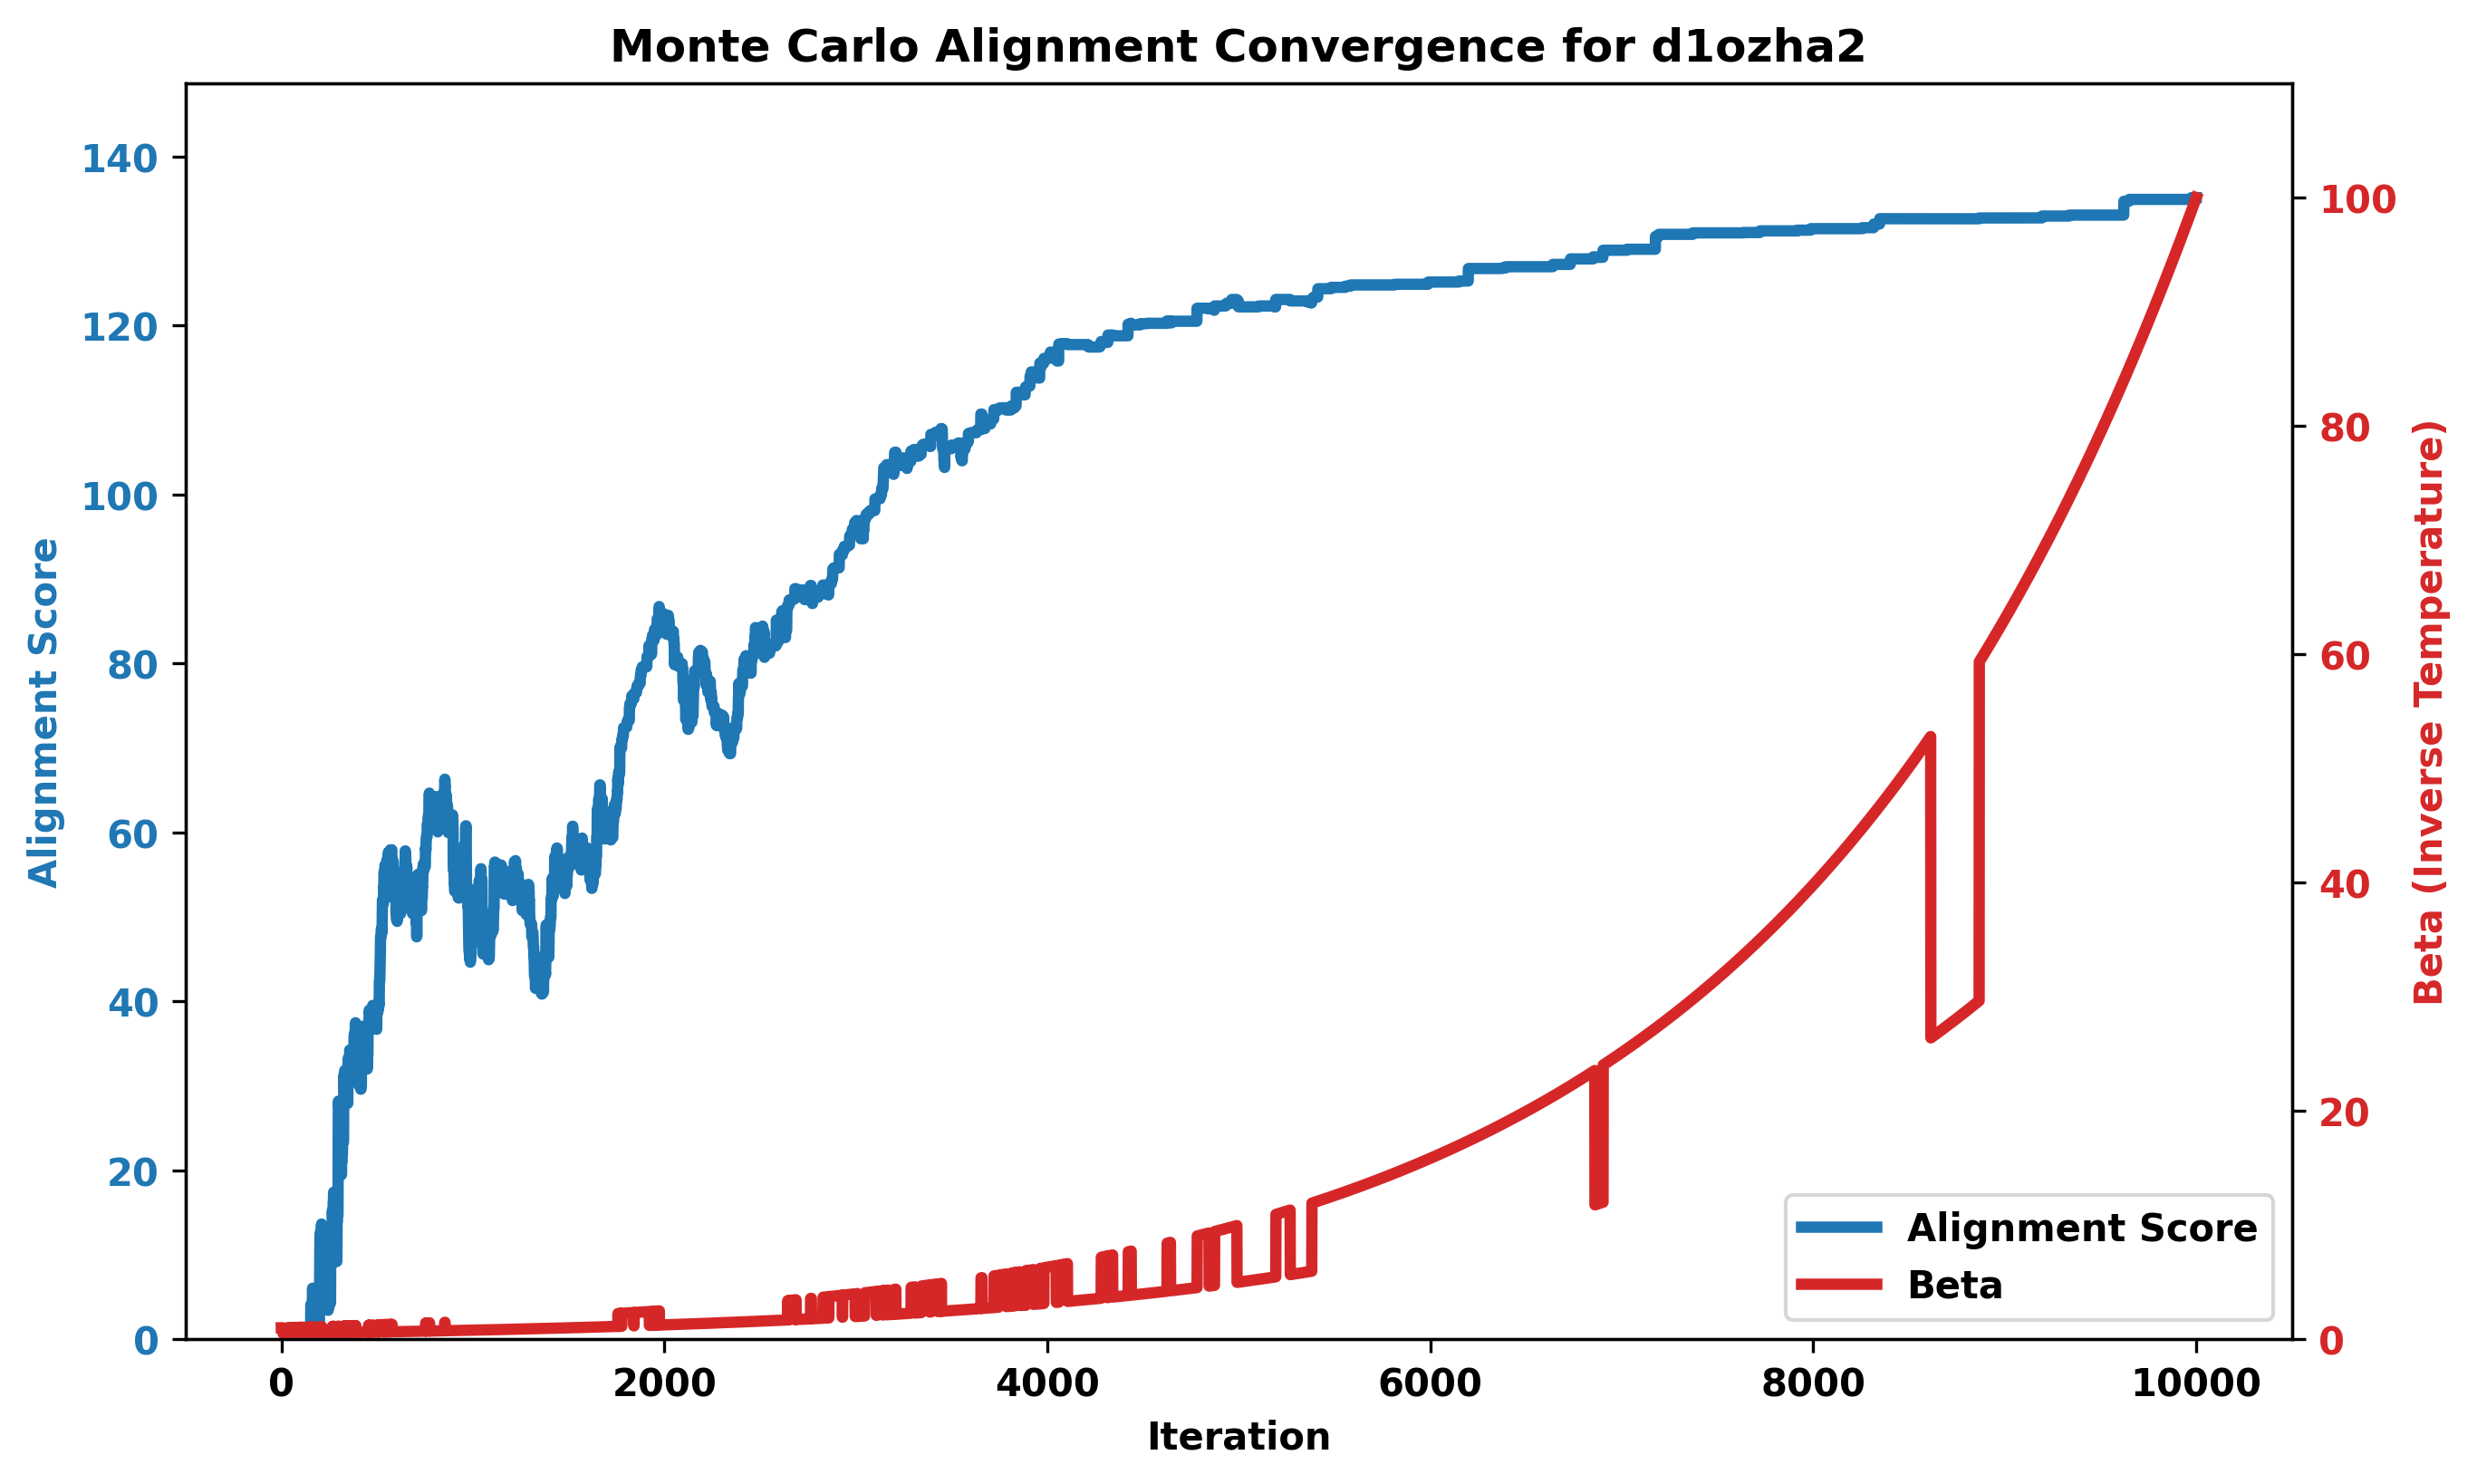 Monte Carlo Alignment Convergence for d1ozha2
140
120
100
80
60
40
20
0
Alignment Score
100
80
60
40
20
0
Beta (Inverse Temperature)
Alignment Score
Beta
0 2000 4000 6000 8000 10000
Iteration